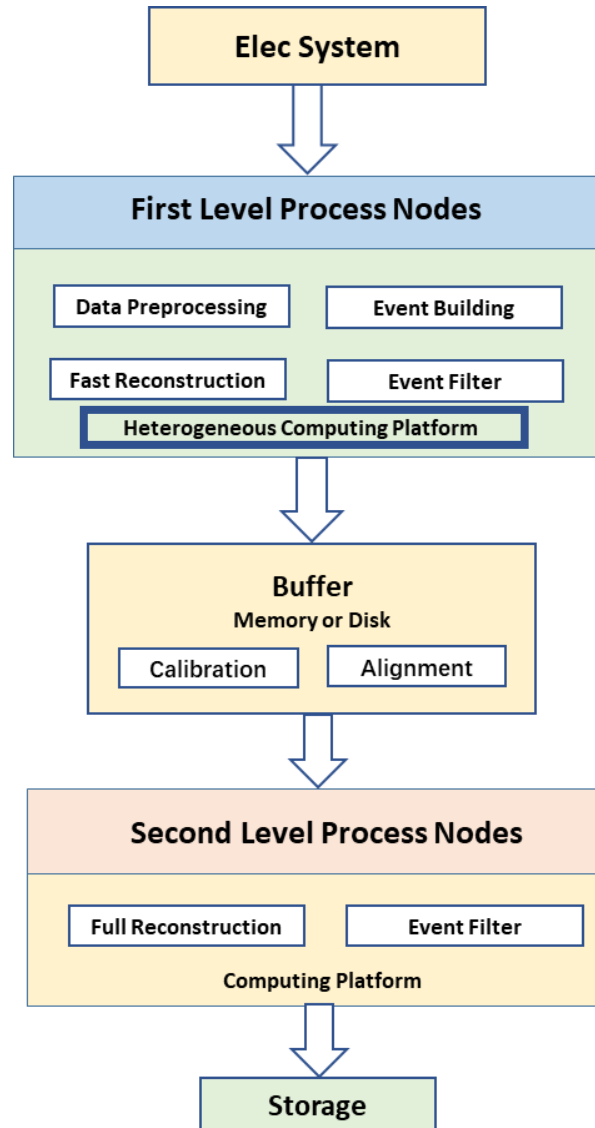 Elec System
First Level Process Nodes
Data Preprocessing
Event Building
Fast Reconstruction
Event Filter
Heterogeneous Computing Platform
Buffer
Memory or Disk
Calibration
Alignment
Second Level Process Nodes
Full Reconstruction
Event Filter
Computing Platform
Storage